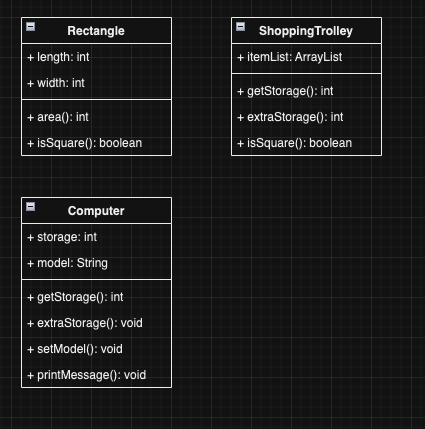 Rectangle
+ length: int
+ width: int
+ area(): int
+ isSquare(): boolean
ShoppingTrolley
+ itemList: ArrayList
+ getStorage(): int
+ extraStorage(): int
+ isSquare(): boolean
Computer
+ storage: int
+ model: String
+ getStorage(): int
+ extraStorage(): void
+ setModel(): void
+ printMessage(): void